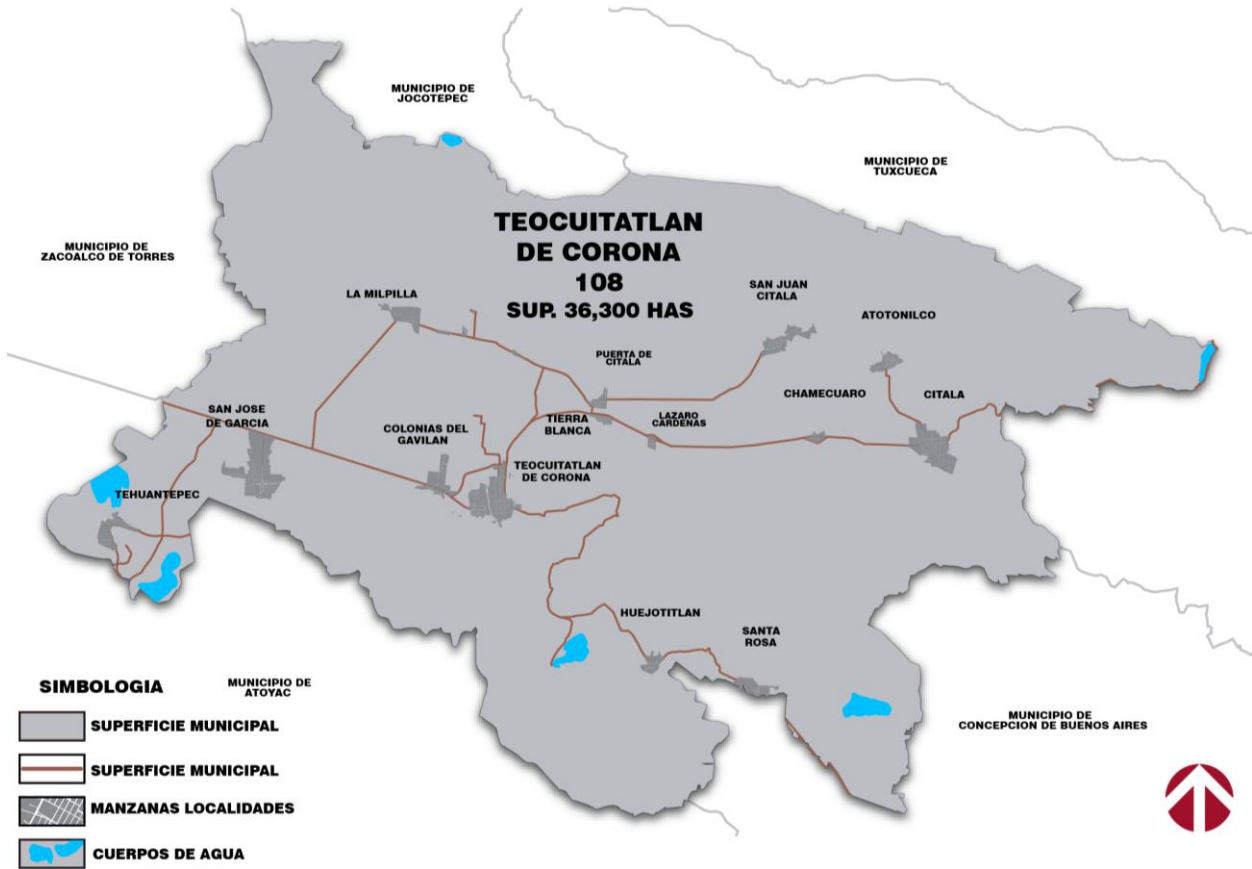 MUNICIPIO DE
JOCOTEPEC
MUNICIPIO DE
TUXCUECA
MUNICIPIO DE
ZACOALCO DE TORRES
TEOCUITATLAN
DE CORONA
108
SUP. 36,300 HAS
LA MILPILLA
SAN JUAN
CITALA
ATOTONILCO
PUERTA DE
CITALA
CHAMECUARO
CITALA
SAN JOSE
DE GARCIA
COLONIAS DEL
GAVILAN
TIERRA
BLANCA
LAZARO
CARDENAS
TEOCUITATLAN
DE CORONA
TEHUANTEPEC
HUEJOTITLAN
SANTA
ROSA
MUNICIPIO DE
ATOYAC
MUNICIPIO DE
CONCEPCION DE BUENOS AIRES
SIMBOLOGIA
SUPERFICIE MUNICIPAL
SUPERFICIE MUNICIPAL
MANZANAS LOCALIDADES
CUERPOS DE AGUA